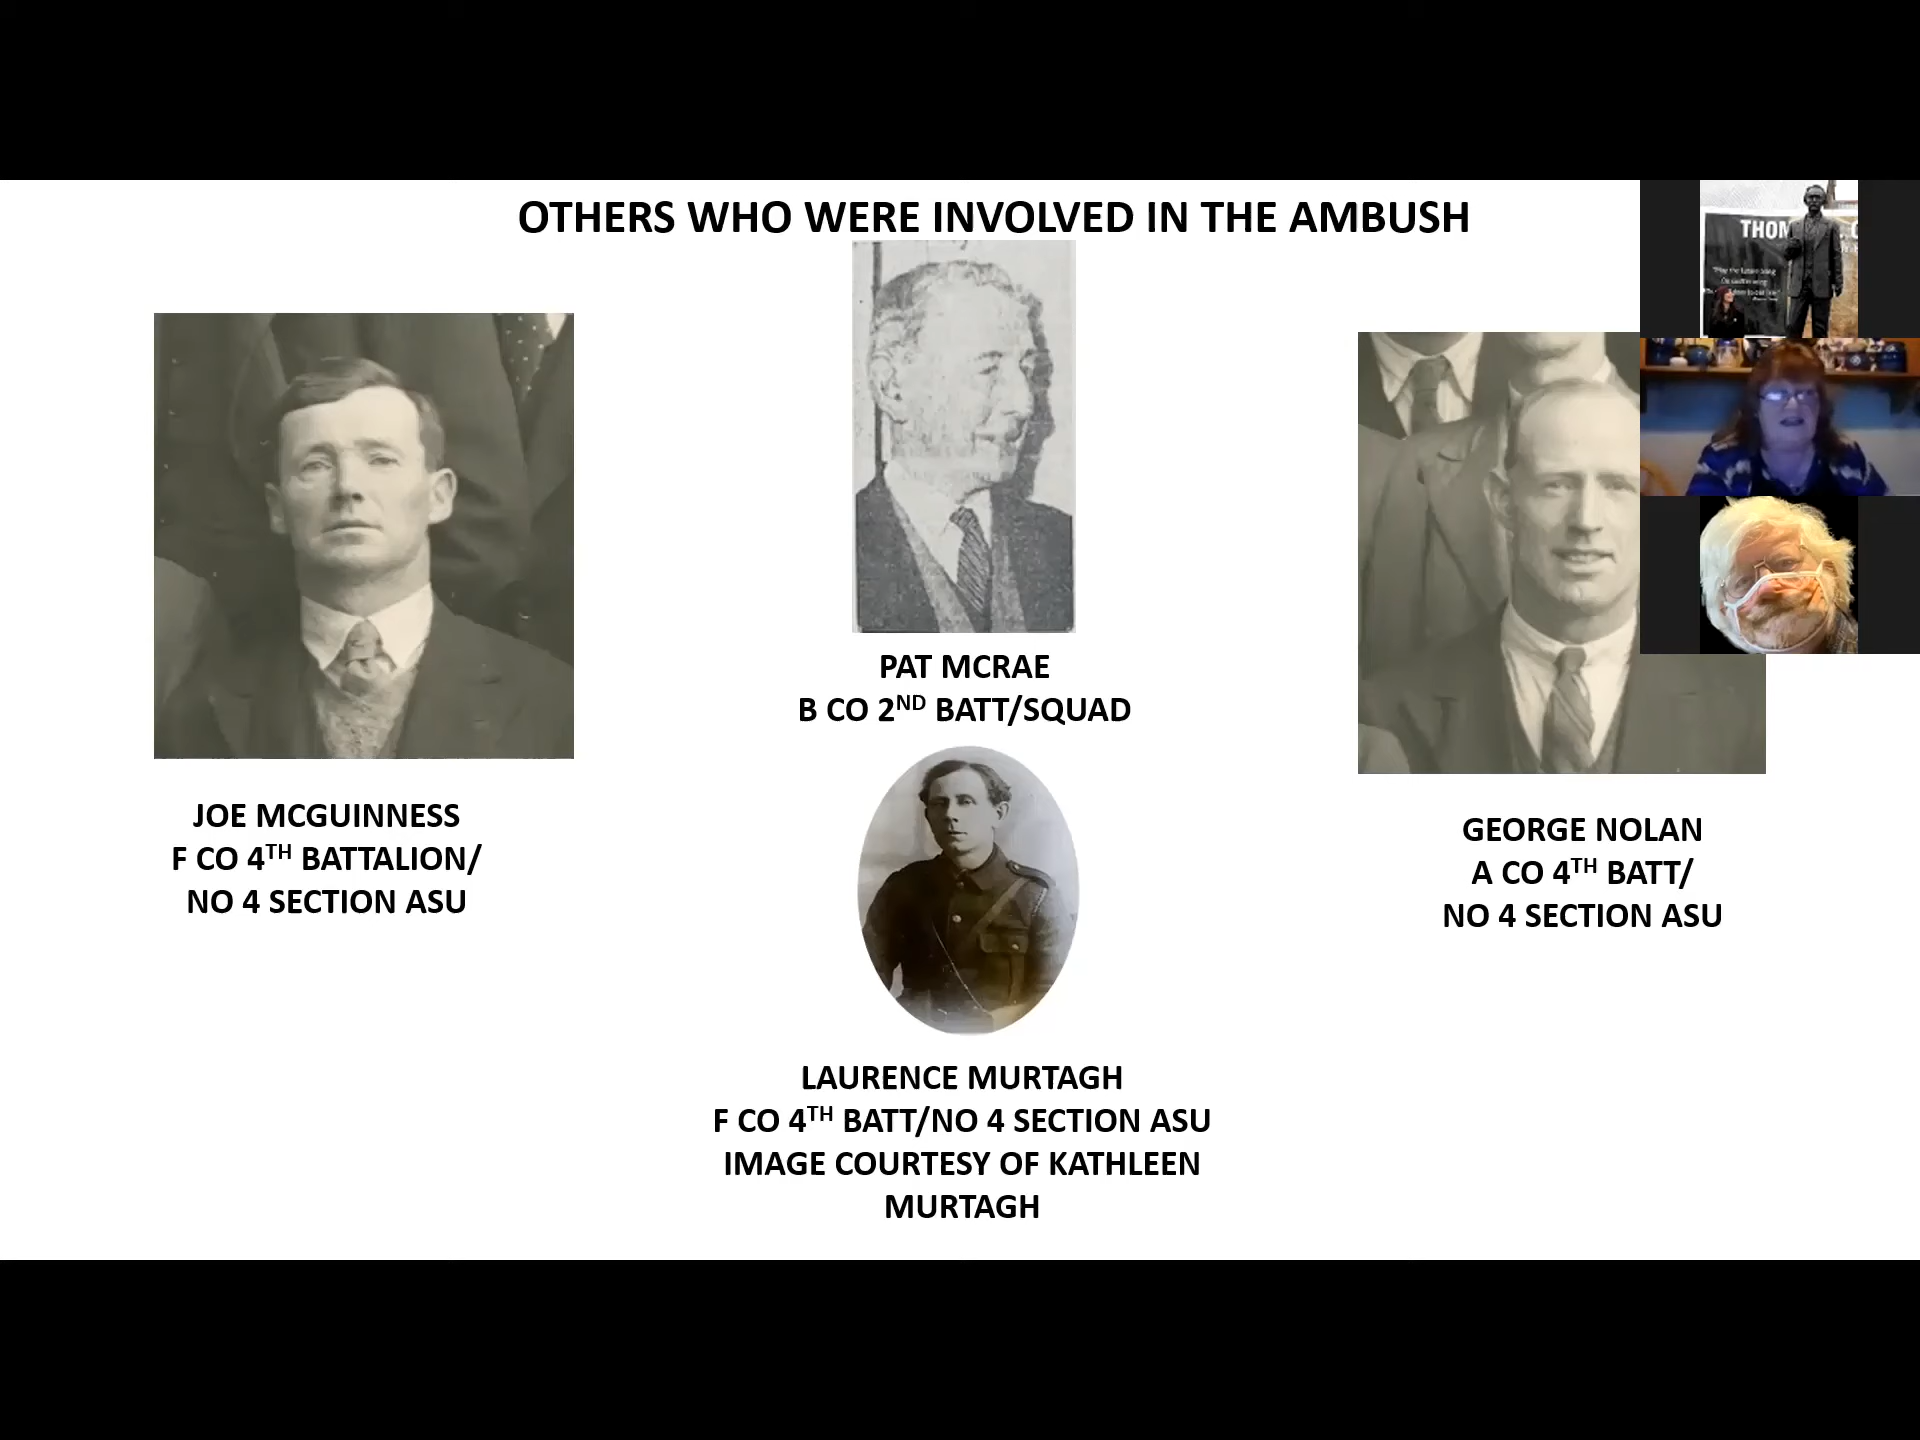 OTHERS WHO WERE INVOLVED IN THE AMBUSH
THOM
JOE MCGUINNESS
F CO 4TH BATTALION/
NO 4 SECTION ASU
PAT MCRAE
B CO 2ND BATT/SQUAD
LAURENCE MURTAGH
F CO 4TH BATT/NO 4 SECTION ASU
IMAGE COURTESY OF KATHLEEN
MURTAGH
GEORGE NOLAN
A CO 4TH BATT/
NO 4 SECTION ASU